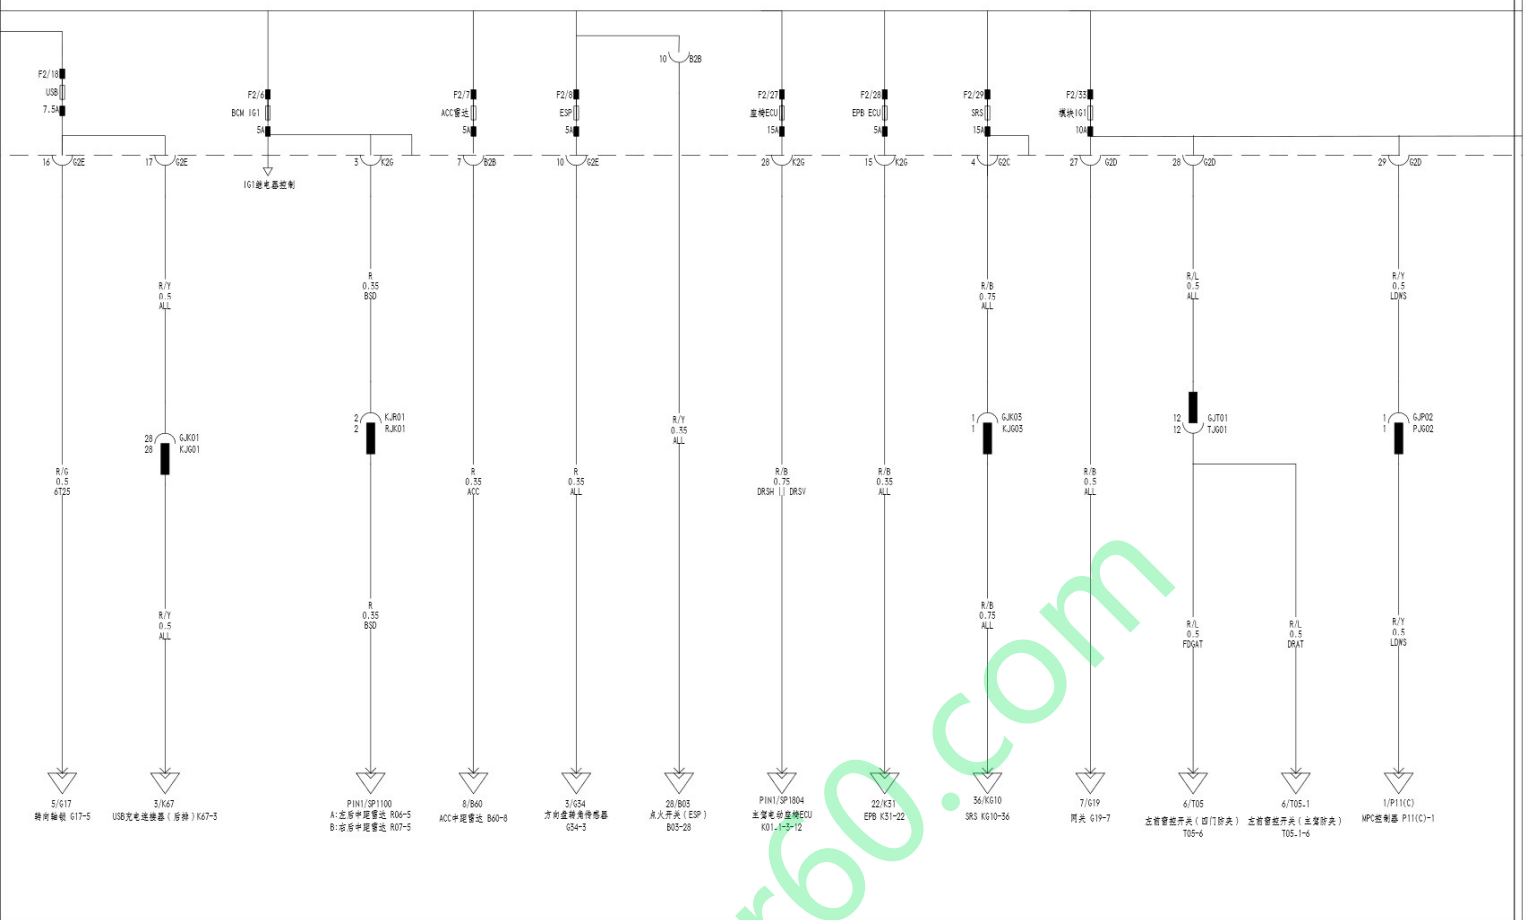 10 B2B
F2/18
USB
7.5A
F2/6
BCM IG1
5A
F2/7
ACC雷达
5A
F2/8
ESP
5A
F2/27
座椅ECU
15A
F2/28
EPB ECU
5A
F2/29
SRS
15A
F2/33
模块IG1
10A
16 G2E
17 G2E
IG1继电器控制
3 K2G
7 B2B
10 G2E
28 K2G
15 K2G
4 G2C
27 G2D
28 G2D
29 G2D
R/Y
0.5
ALL
R
0.35
BSD
R/B
0.75
ALL
R/L
0.5
ALL
R/Y
0.5
LDWS
28 GJK01
28 KJG01
2 KJR01
2 RJK01
R/Y
0.35
ALL
1 GJK03
1 KJG03
12 GJT01
12 TJG01
1 GJP02
1 PJG02
R/G
0.5
6T25
R
0.35
ACC
R
0.35
ALL
R/B
0.75
DRSH || DRSV
R/B
0.35
ALL
R/B
0.5
ALL
R/Y
0.5
ALL
R
0.35
BSD
R/B
0.75
ALL
R/L
0.5
FDGAT
R/L
0.5
DRAT
R/Y
0.5
LDWS
5/G17
转向轴锁 G17-5
3/K67
USB充电连接器(后排)K67-3
PIN1/SP1100
A:左后中距雷达 R06-5
B:右后中距雷达 R07-5
8/B60
ACC中距雷达 B60-8
3/G34
方向盘转角传感器
G34-3
28/B03
点火开关(ESP)
B03-28
PIN1/SP1804
主驾电动座椅ECU
K01_1-3-12
22/K31
EPB K31-22
36/KG10
SRS KG10-36
7/G19
网关 G19-7
6/T05
左前窗控开关(四门防夹)
T05-6
6/T05_1
左前窗控开关(主驾防夹)
T05_1-6
1/P11(C)
MPC控制器 P11(C)-1
r60.com